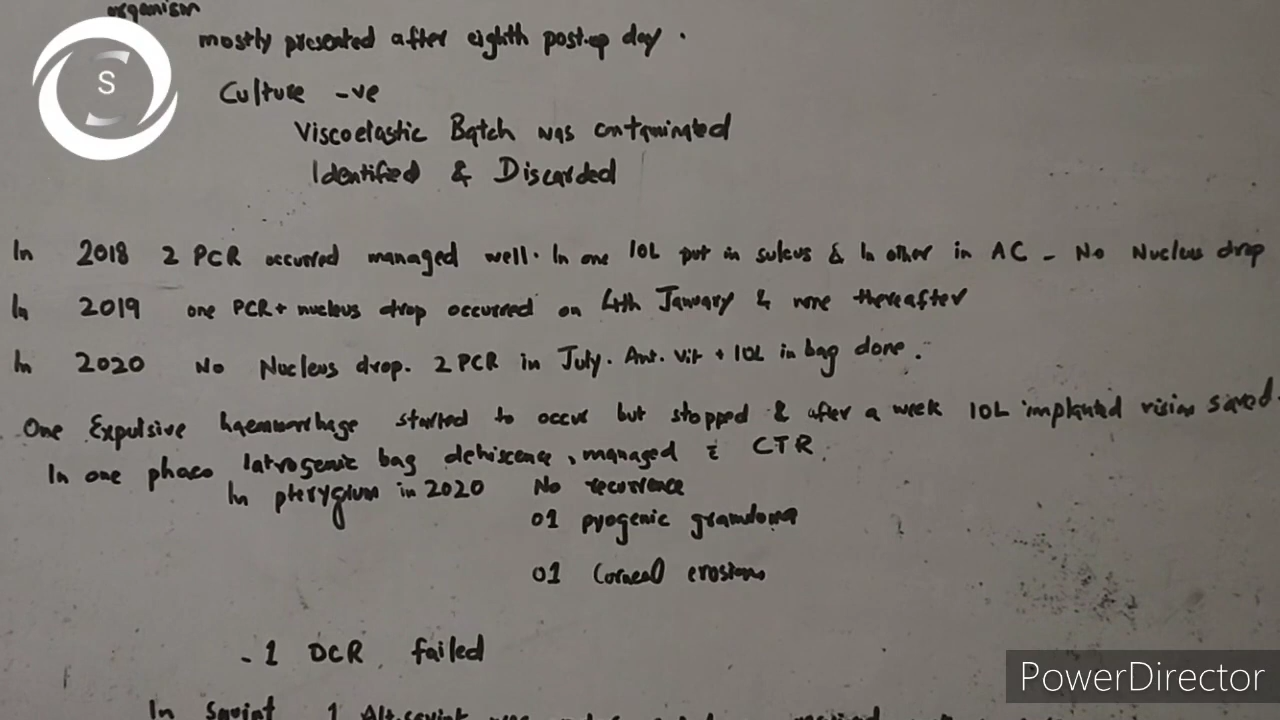 organism
mostly presented after eighth post-op day.
S
Culture -ve
Viscoelastic Batch was contaminated
Identified & Discarded
In 2018 2 PCR occurred managed well. In one IOL put in sulcus & In other in AC - No Nucleus drop
In 2019 one PCR + nucleus drop occurred on 4th January & none thereafter
In 2020 No Nucleus drop. 2 PCR in July. Ant. Vit + IOL in bag done.
One Expulsive haemorrhage started to occur but stopped & after a week IOL implanted vision saved.
In one phaco Iatrogenic bag dehiscence, managed c̄ CTR.
In pterygium in 2020 No recurrence
01 pyogenic granuloma
01 Corneal erosions
- 1 DCR failed
In Squint 1 Alt. squint
PowerDirector